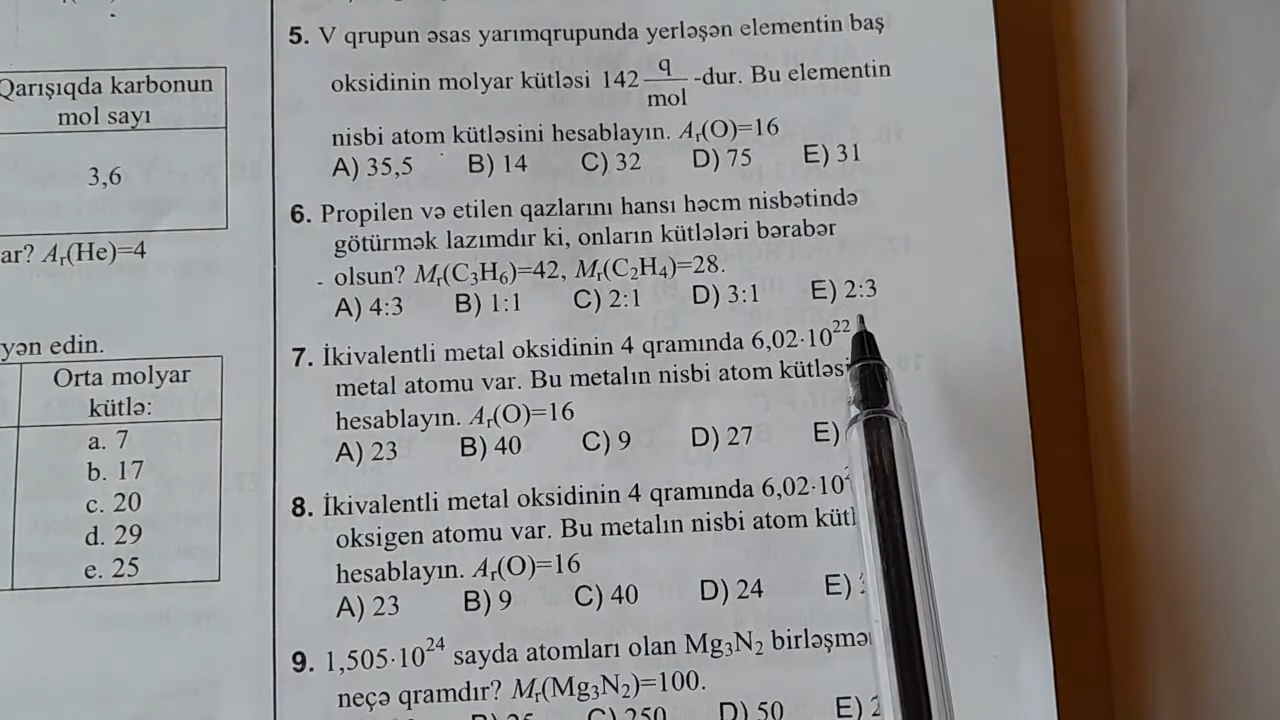 Qarışıqda karbonun
mol sayı
3,6
ar? Aᵣ(He)=4
yən edin.
Orta molyar
kütlə:
a. 7
b. 17
c. 20
d. 29
e. 25
5. V qrupun əsas yarımqrupunda yerləşən elementin baş
oksidinin molyar kütləsi 142 q/mol -dur. Bu elementin
nisbi atom kütləsini hesablayın. Aᵣ(O)=16
A) 35,5 B) 14 C) 32 D) 75 E) 31
6. Propilen və etilen qazlarını hansı həcm nisbətində
götürmək lazımdır ki, onların kütlələri bərabər
olsun? Mᵣ(C₃H₆)=42, Mᵣ(C₂H₄)=28.
A) 4:3 B) 1:1 C) 2:1 D) 3:1 E) 2:3
7. İkivalentli metal oksidinin 4 qramında 6,02·10²²
metal atomu var. Bu metalın nisbi atom
hesablayın. Aᵣ(O)=16
A) 23 B) 40 C) 9 D) 27 E)
8. İkivalentli metal oksidinin 4 qramında 6,02·10
oksigen atomu var. Bu metalın nisbi atom
hesablayın. Aᵣ(O)=16
A) 23 B) 9 C) 40 D) 24 E)
9. 1,505·10²⁴ sayda atomları olan Mg₃N₂
neçə qramdır? Mᵣ(Mg₃N₂)=100.
C) 250 D) 50 E)